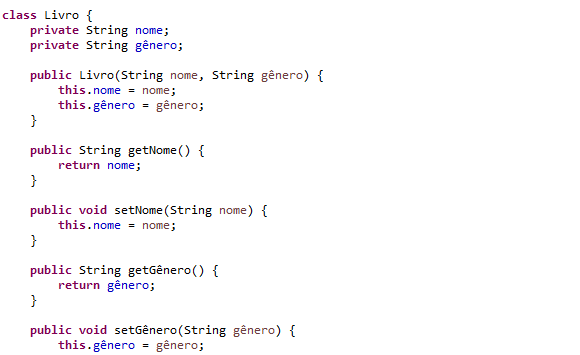 class Livro {
    private String nome;
    private String gênero;

    public Livro(String nome, String gênero) {
        this.nome = nome;
        this.gênero = gênero;
    }

    public String getNome() {
        return nome;
    }

    public void setNome(String nome) {
        this.nome = nome;
    }

    public String getGênero() {
        return gênero;
    }

    public void setGênero(String gênero) {
        this.gênero = gênero;